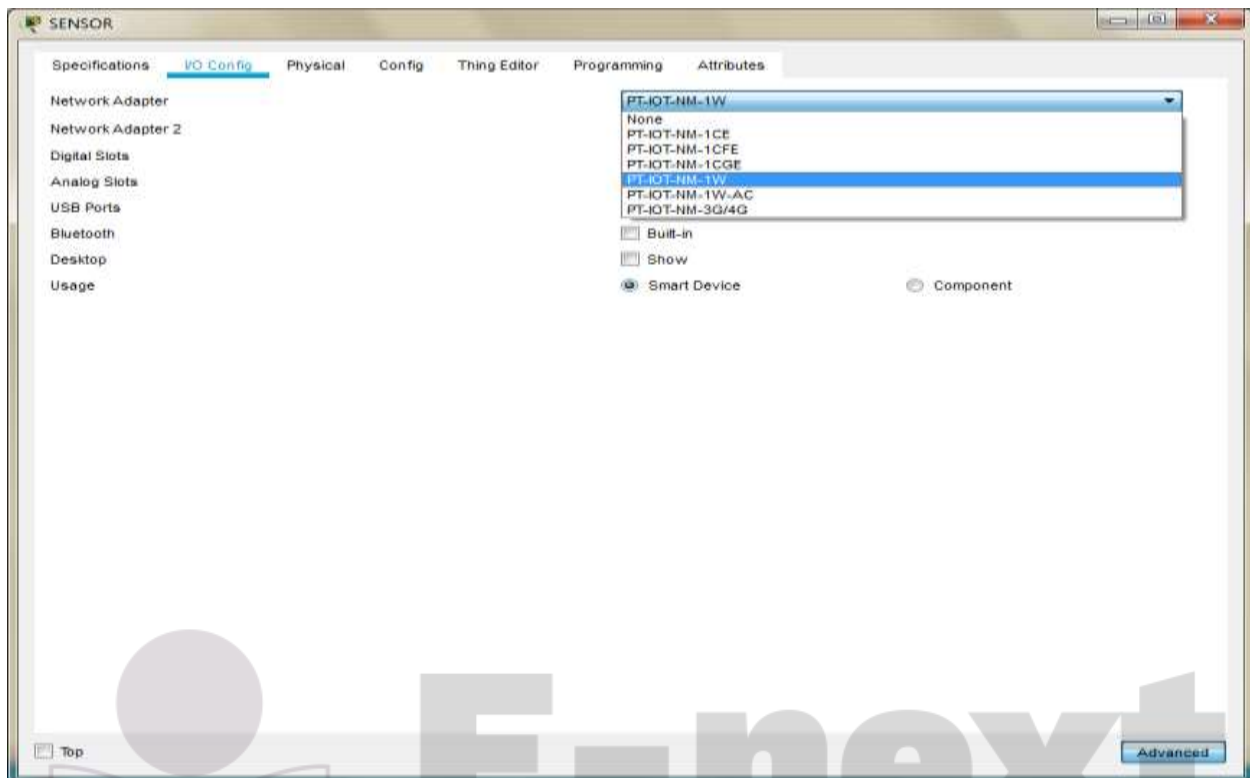 SENSOR
Specifications I/O Config Physical Config Thing Editor Programming Attributes
Network Adapter PT-IOT-NM-1W
None
Network Adapter 2 PT-IOT-NM-1CE
PT-IOT-NM-1CFE
Digital Slots PT-IOT-NM-1CGE
Analog Slots PT-IOT-NM-1W
PT-IOT-NM-1W-AC
USB Ports PT-IOT-NM-3G/4G
Bluetooth Built-in
Desktop Show
Usage Smart Device Component
E-next
Top Advanced